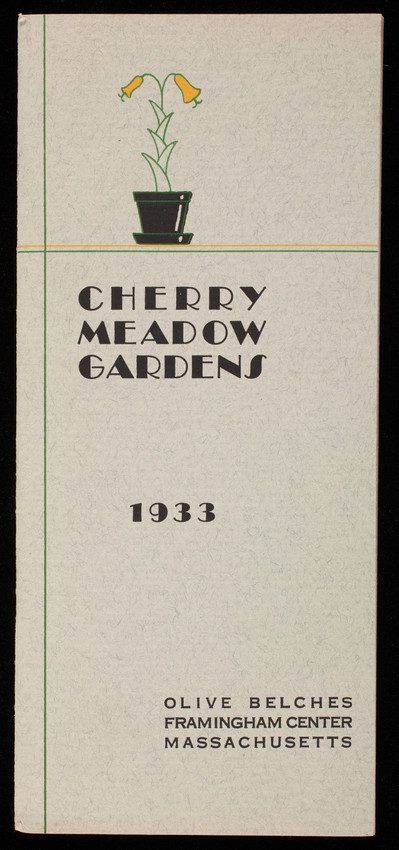 CHERRY
MEADOW
GARDENS
1933
OLIVE BELCHES
FRAMINGHAM CENTER
MASSACHUSETTS